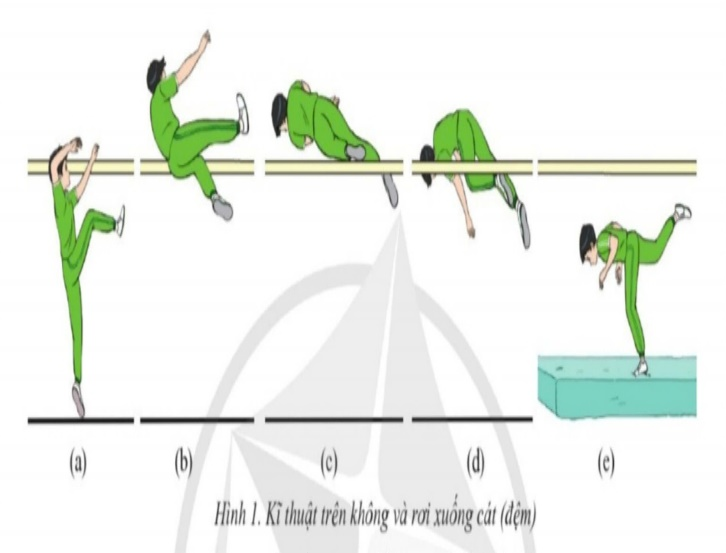 (a) (b) (c) (d) (e)
Hình 1. Kĩ thuật trên không và rơi xuống cát (đệm)